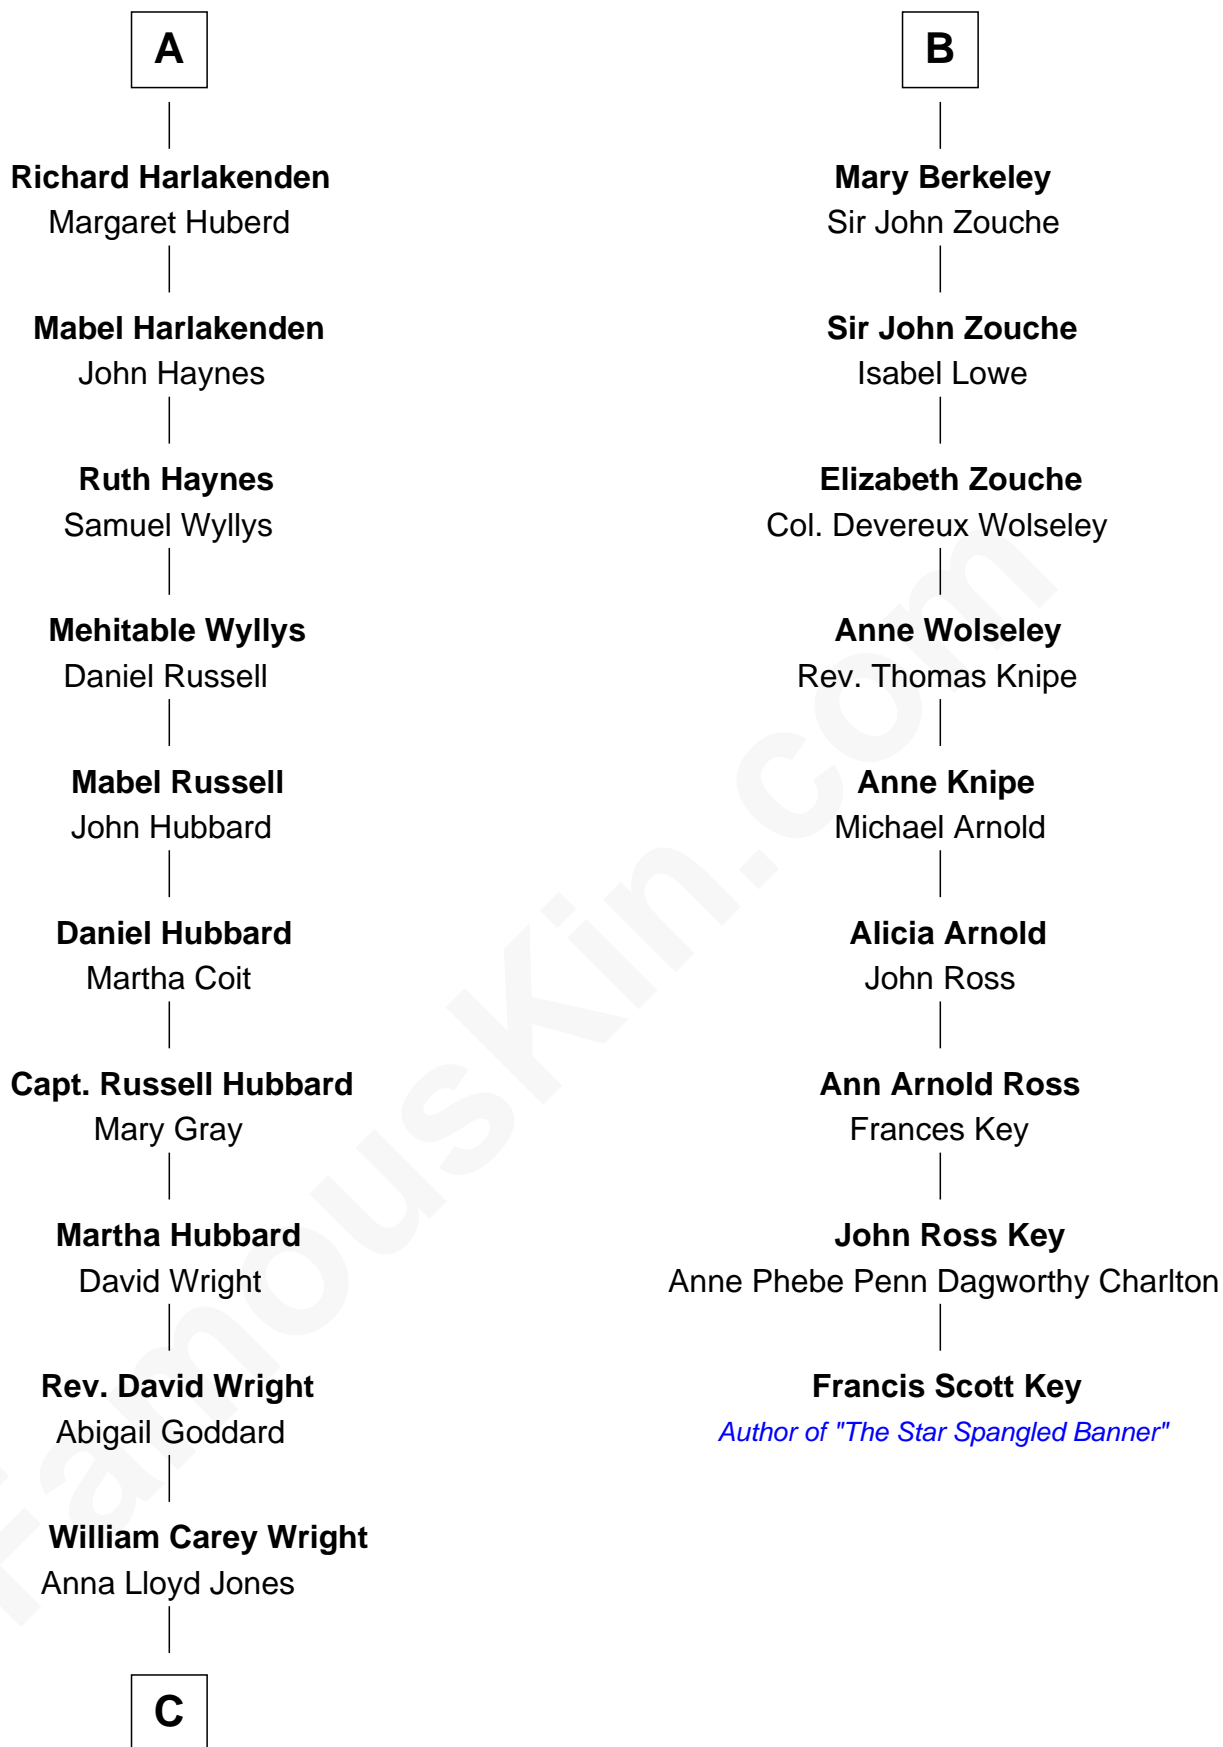 A
Richard Harlakenden
Margaret Huberd
Mabel Harlakenden
John Haynes
Ruth Haynes
Samuel Wyllys
Mehitable Wyllys
Daniel Russell
Mabel Russell
John Hubbard
Daniel Hubbard
Martha Coit
Capt. Russell Hubbard
Mary Gray
Martha Hubbard
David Wright
Rev. David Wright
Abigail Goddard
William Carey Wright
Anna Lloyd Jones
C
B
Mary Berkeley
Sir John Zouche
Sir John Zouche
Isabel Lowe
Elizabeth Zouche
Col. Devereux Wolseley
Anne Wolseley
Rev. Thomas Knipe
Anne Knipe
Michael Arnold
Alicia Arnold
John Ross
Ann Arnold Ross
Frances Key
John Ross Key
Anne Phebe Penn Dagworthy Charlton
Francis Scott Key
Author of "The Star Spangled Banner"
FamousKin.com